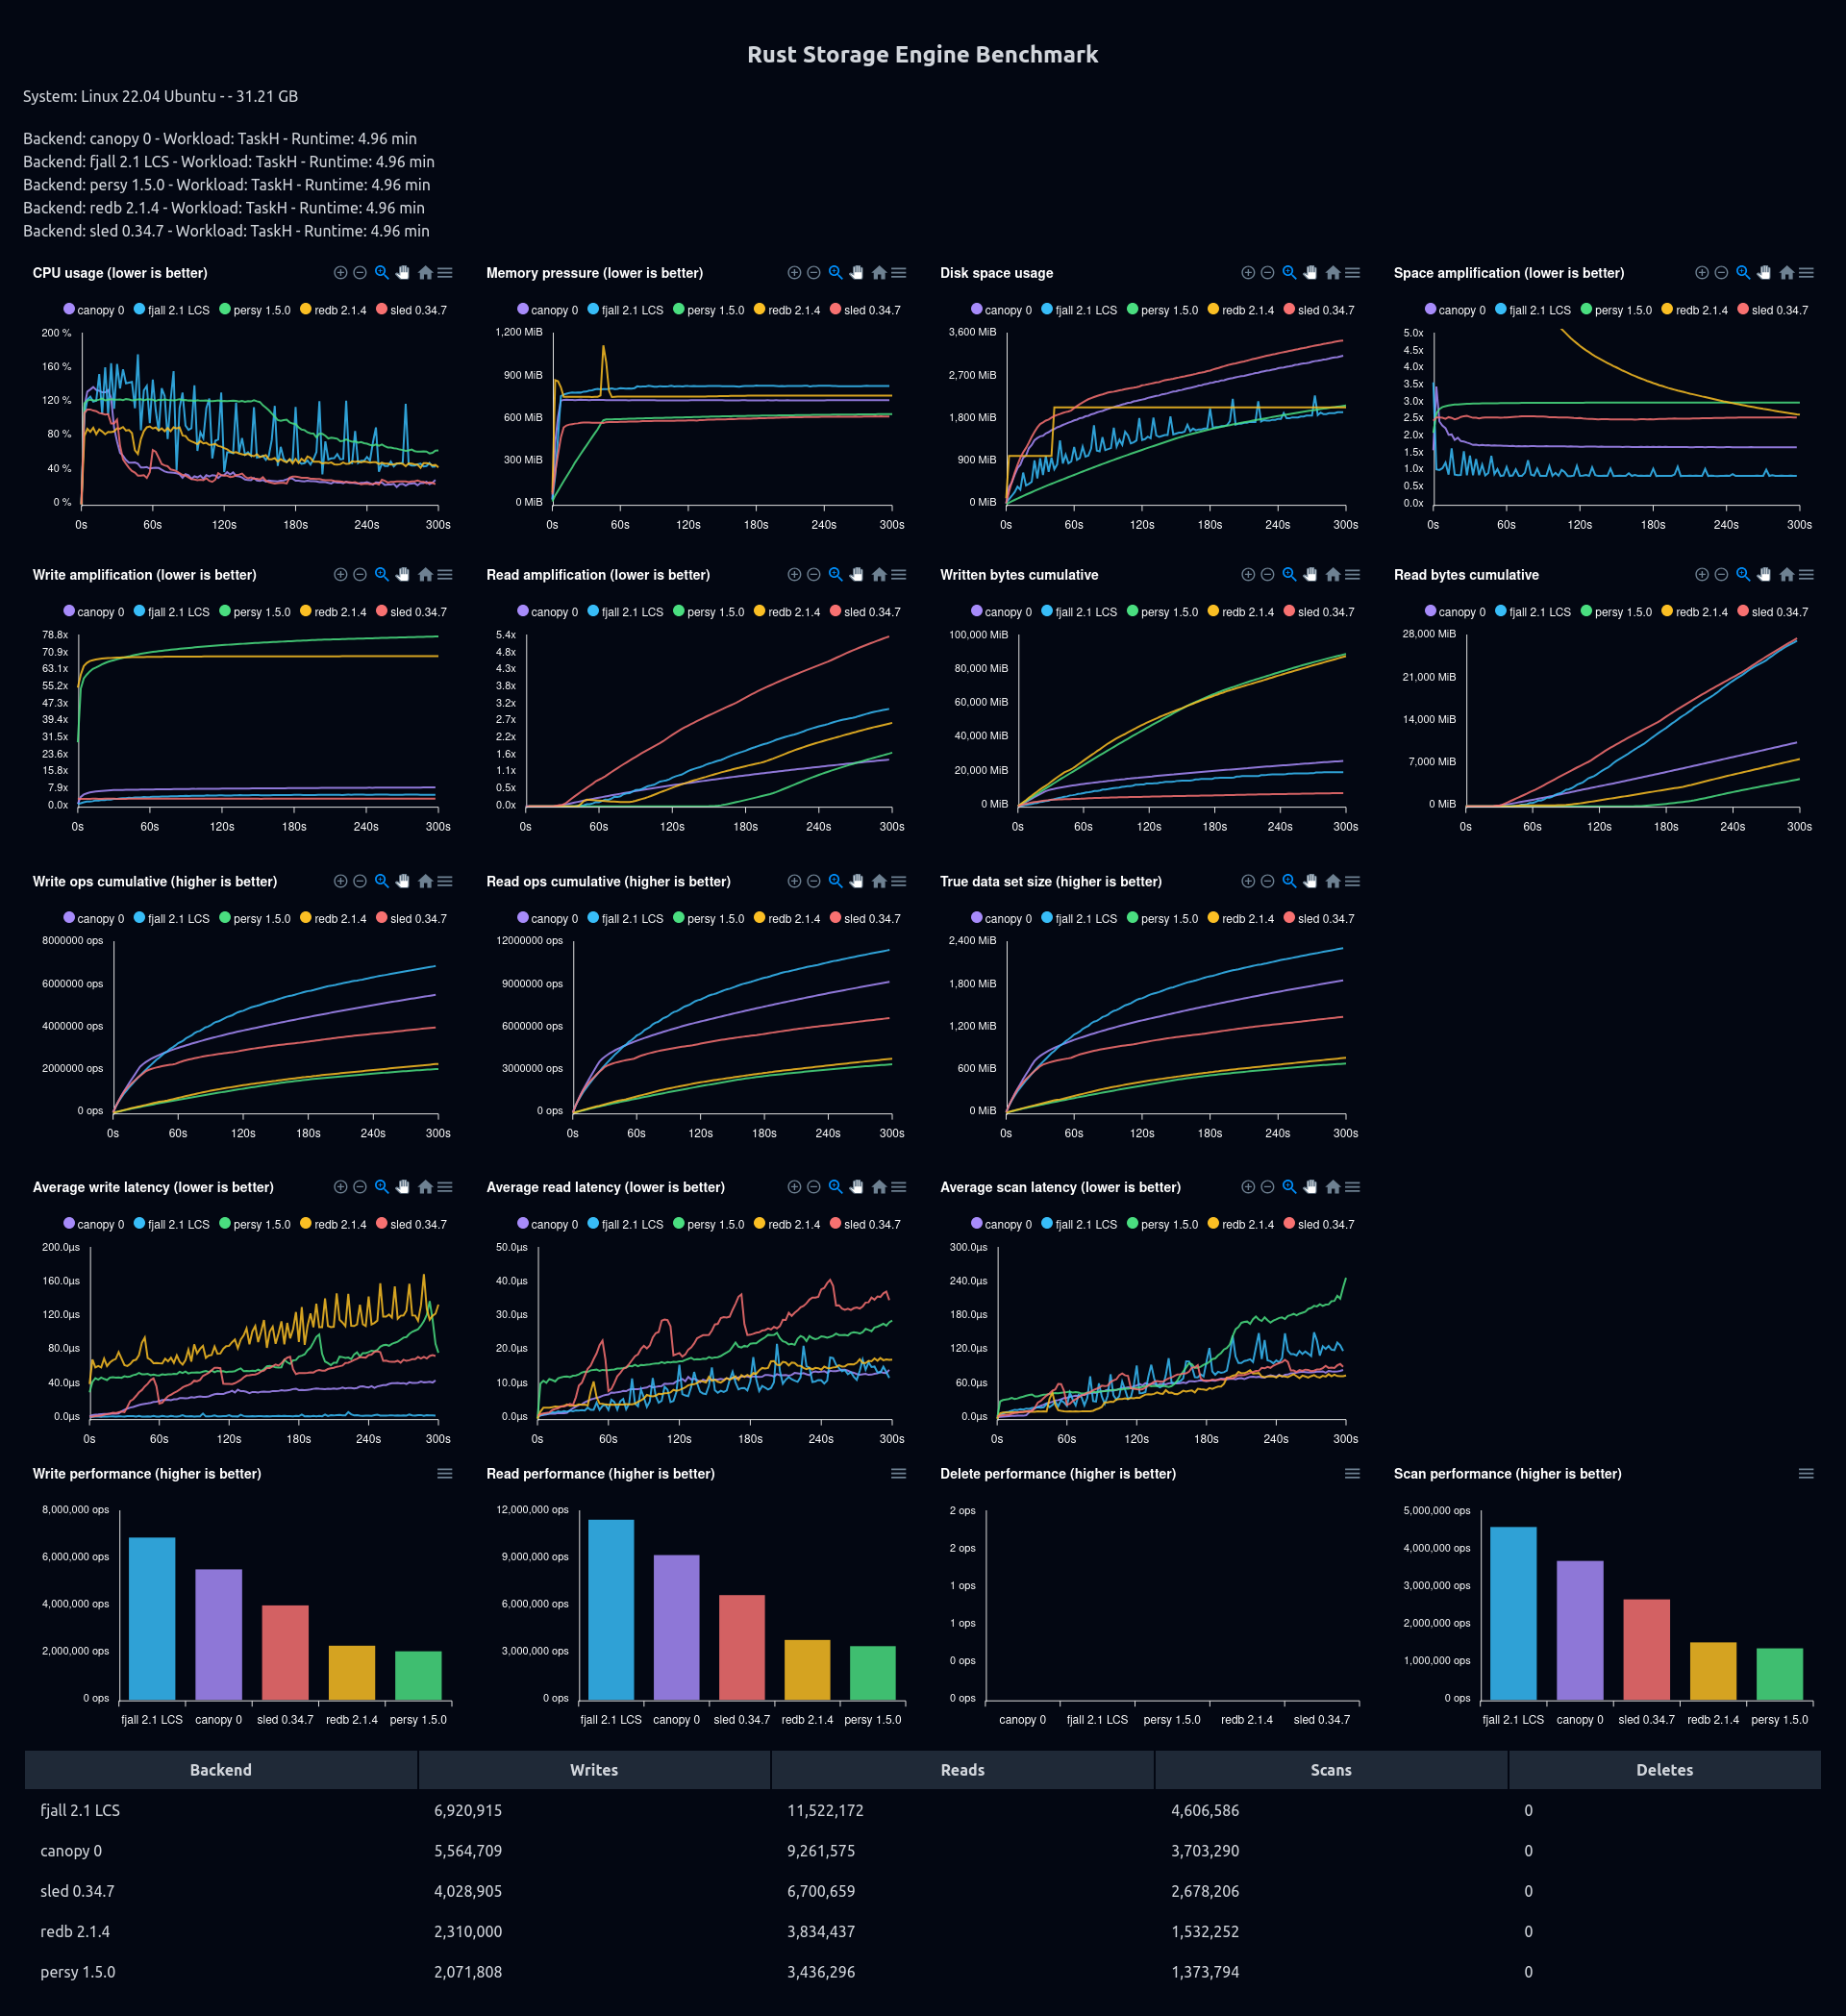 Rust Storage Engine Benchmark
System: Linux 22.04 Ubuntu - - 31.21 GB
Backend: canopy 0 - Workload: TaskH - Runtime: 4.96 min
Backend: fjall 2.1 LCS - Workload: TaskH - Runtime: 4.96 min
Backend: persy 1.5.0 - Workload: TaskH - Runtime: 4.96 min
Backend: redb 2.1.4 - Workload: TaskH - Runtime: 4.96 min
Backend: sled 0.34.7 - Workload: TaskH - Runtime: 4.96 min
CPU usage (lower is better)
canopy 0 fjall 2.1 LCS persy 1.5.0 redb 2.1.4 sled 0.34.7
200 %
160 %
120 %
80 %
40 %
0 %
0s 60s 120s 180s 240s 300s
Memory pressure (lower is better)
canopy 0 fjall 2.1 LCS persy 1.5.0 redb 2.1.4 sled 0.34.7
1,200 MiB
900 MiB
600 MiB
300 MiB
0 MiB
0s 60s 120s 180s 240s 300s
Disk space usage
canopy 0 fjall 2.1 LCS persy 1.5.0 redb 2.1.4 sled 0.34.7
3,600 MiB
2,700 MiB
1,800 MiB
900 MiB
0 MiB
0s 60s 120s 180s 240s 300s
Space amplification (lower is better)
canopy 0 fjall 2.1 LCS persy 1.5.0 redb 2.1.4 sled 0.34.7
5.0x
4.5x
4.0x
3.5x
3.0x
2.5x
2.0x
1.5x
1.0x
0.5x
0.0x
0s 60s 120s 180s 240s 300s
Write amplification (lower is better)
canopy 0 fjall 2.1 LCS persy 1.5.0 redb 2.1.4 sled 0.34.7
78.8x
70.9x
63.1x
55.2x
47.3x
39.4x
31.5x
23.6x
15.8x
7.9x
0.0x
0s 60s 120s 180s 240s 300s
Read amplification (lower is better)
canopy 0 fjall 2.1 LCS persy 1.5.0 redb 2.1.4 sled 0.34.7
5.4x
4.8x
4.3x
3.8x
3.2x
2.7x
2.2x
1.6x
1.1x
0.5x
0.0x
0s 60s 120s 180s 240s 300s
Written bytes cumulative
canopy 0 fjall 2.1 LCS persy 1.5.0 redb 2.1.4 sled 0.34.7
100,000 MiB
80,000 MiB
60,000 MiB
40,000 MiB
20,000 MiB
0 MiB
0s 60s 120s 180s 240s 300s
Read bytes cumulative
canopy 0 fjall 2.1 LCS persy 1.5.0 redb 2.1.4 sled 0.34.7
28,000 MiB
21,000 MiB
14,000 MiB
7,000 MiB
0 MiB
0s 60s 120s 180s 240s 300s
Write ops cumulative (higher is better)
canopy 0 fjall 2.1 LCS persy 1.5.0 redb 2.1.4 sled 0.34.7
8000000 ops
6000000 ops
4000000 ops
2000000 ops
0 ops
0s 60s 120s 180s 240s 300s
Read ops cumulative (higher is better)
canopy 0 fjall 2.1 LCS persy 1.5.0 redb 2.1.4 sled 0.34.7
12000000 ops
9000000 ops
6000000 ops
3000000 ops
0 ops
0s 60s 120s 180s 240s 300s
True data set size (higher is better)
canopy 0 fjall 2.1 LCS persy 1.5.0 redb 2.1.4 sled 0.34.7
2,400 MiB
1,800 MiB
1,200 MiB
600 MiB
0 MiB
0s 60s 120s 180s 240s 300s
Average write latency (lower is better)
canopy 0 fjall 2.1 LCS persy 1.5.0 redb 2.1.4 sled 0.34.7
200.0µs
160.0µs
120.0µs
80.0µs
40.0µs
0.0µs
0s 60s 120s 180s 240s 300s
Average read latency (lower is better)
canopy 0 fjall 2.1 LCS persy 1.5.0 redb 2.1.4 sled 0.34.7
50.0µs
40.0µs
30.0µs
20.0µs
10.0µs
0.0µs
0s 60s 120s 180s 240s 300s
Average scan latency (lower is better)
canopy 0 fjall 2.1 LCS persy 1.5.0 redb 2.1.4 sled 0.34.7
300.0µs
240.0µs
180.0µs
120.0µs
60.0µs
0.0µs
0s 60s 120s 180s 240s 300s
Write performance (higher is better)
8,000,000 ops
6,000,000 ops
4,000,000 ops
2,000,000 ops
0 ops
fjall 2.1 LCS canopy 0 sled 0.34.7 redb 2.1.4 persy 1.5.0
Read performance (higher is better)
12,000,000 ops
9,000,000 ops
6,000,000 ops
3,000,000 ops
0 ops
fjall 2.1 LCS canopy 0 sled 0.34.7 redb 2.1.4 persy 1.5.0
Delete performance (higher is better)
2 ops
2 ops
1 ops
1 ops
0 ops
0 ops
canopy 0 fjall 2.1 LCS persy 1.5.0 redb 2.1.4 sled 0.34.7
Scan performance (higher is better)
5,000,000 ops
4,000,000 ops
3,000,000 ops
2,000,000 ops
1,000,000 ops
0 ops
fjall 2.1 LCS canopy 0 sled 0.34.7 redb 2.1.4 persy 1.5.0
Backend Writes Reads Scans Deletes
fjall 2.1 LCS 6,920,915 11,522,172 4,606,586 0
canopy 0 5,564,709 9,261,575 3,703,290 0
sled 0.34.7 4,028,905 6,700,659 2,678,206 0
redb 2.1.4 2,310,000 3,834,437 1,532,252 0
persy 1.5.0 2,071,808 3,436,296 1,373,794 0